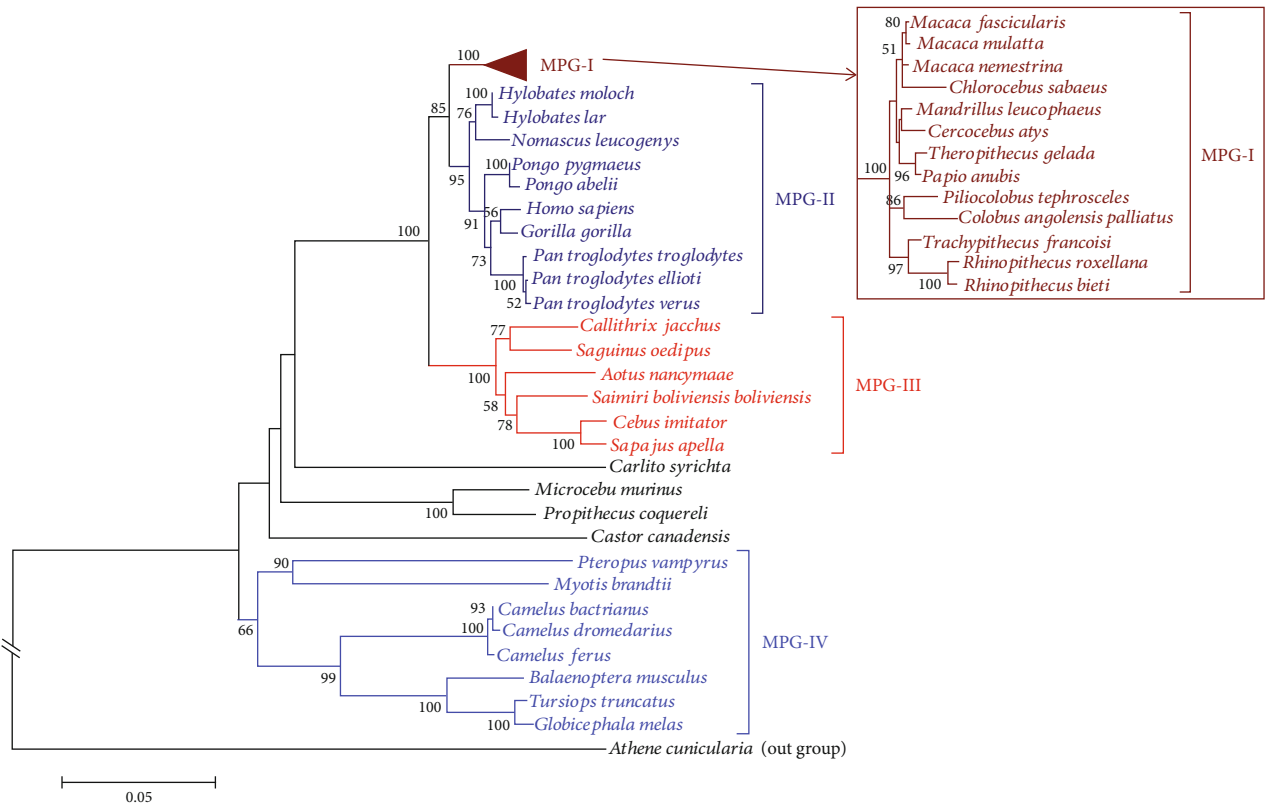 100
MPG-I
85
100
Hylobates moloch
76
Hylobates lar
Nomascus leucogenys
95
100
Pongo pygmaeus
Pongo abelii
91
56
Homo sapiens
Gorilla gorilla
73
Pan troglodytes troglodytes
100
Pan troglodytes ellioti
52
Pan troglodytes verus
MPG-II
100
77
Callithrix jacchus
Saguinus oedipus
100
Aotus nancymaae
58
Saimiri boliviensis boliviensis
78
Cebus imitator
100
Sapajus apella
MPG-III
Carlito syrichta
Microcebu murinus
100
Propithecus coquereli
Castor canadensis
90
Pteropus vampyrus
Myotis brandtii
66
93
Camelus bactrianus
100
Camelus dromedarius
Camelus ferus
99
Balaenoptera musculus
100
Tursiops truncatus
100
Globicephala melas
MPG-IV
Athene cunicularia (out group)
0.05
80
Macaca fascicularis
51
Macaca mulatta
Macaca nemestrina
Chlorocebus sabaeus
Mandrillus leucophaeus
Cercocebus atys
Theropithecus gelada
100
96
Papio anubis
86
Piliocolobus tephrosceles
Colobus angolensis palliatus
Trachypithecus francoisi
97
Rhinopithecus roxellana
100
Rhinopithecus bieti
MPG-I